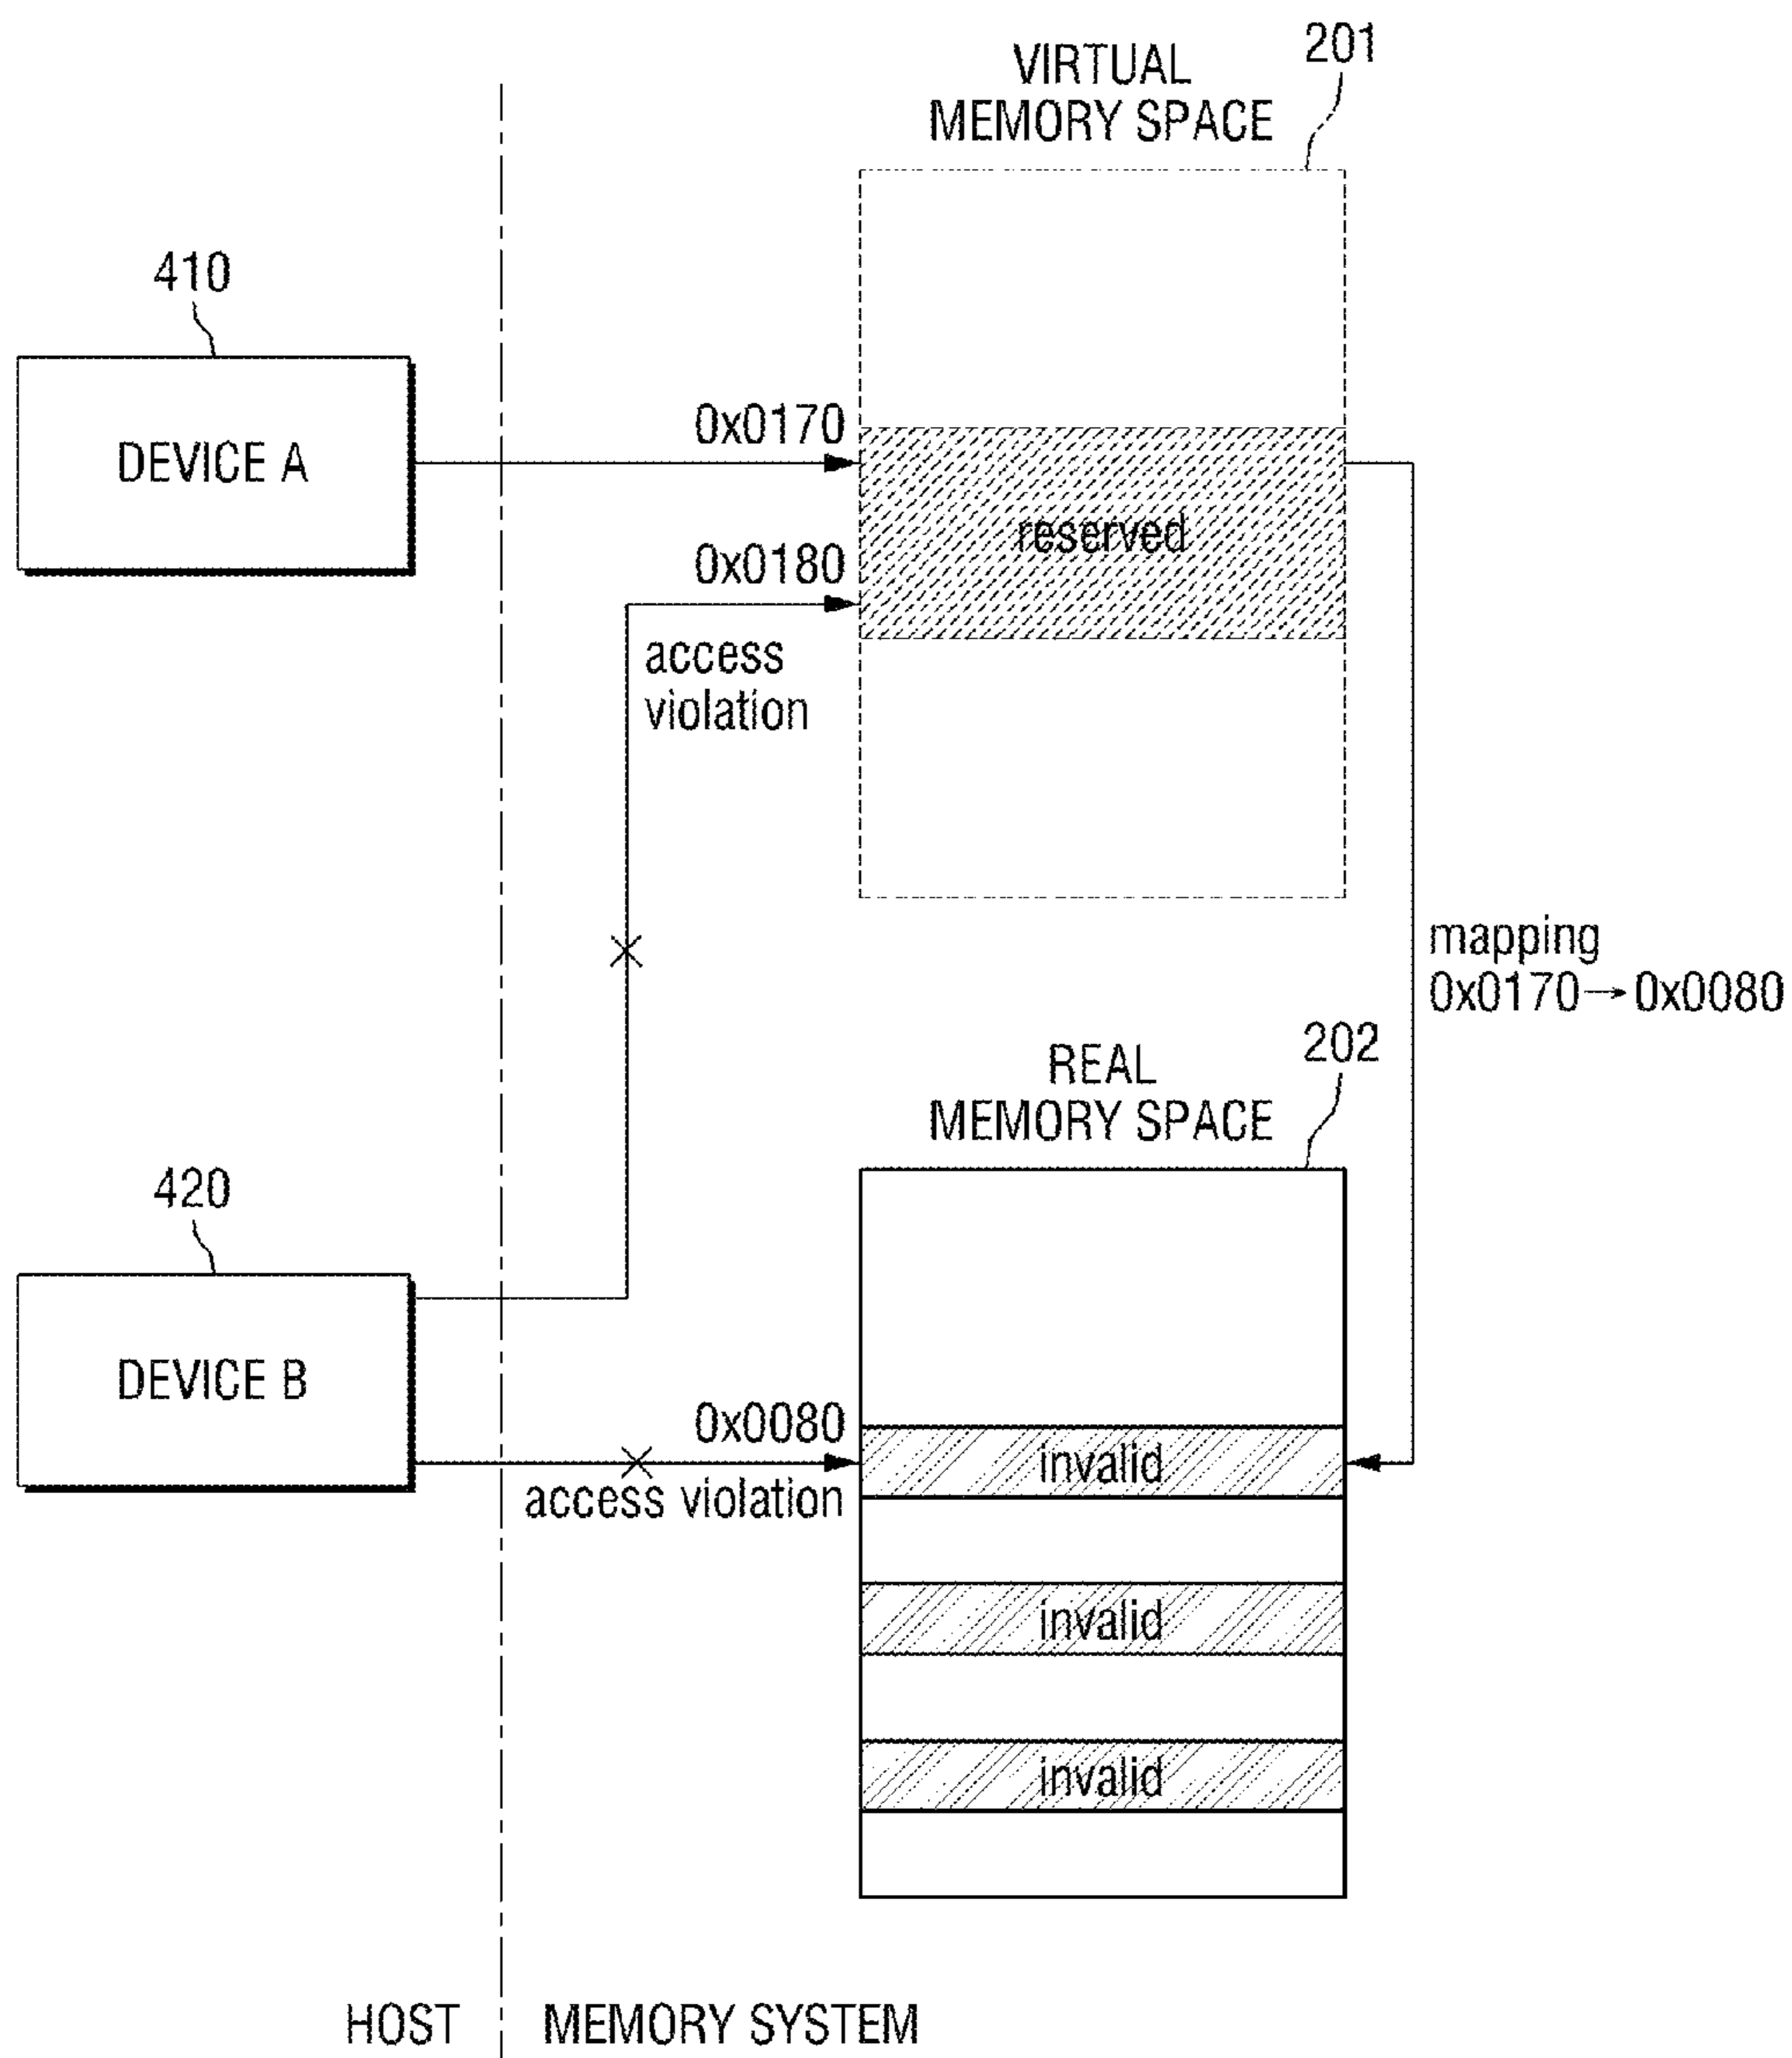 VIRTUAL
MEMORY SPACE
201
410
DEVICE A
0x0170
reserved
0x0180
access
violation
mapping
0x0170→0x0080
REAL
MEMORY SPACE
202
420
DEVICE B
0x0080
access violation
invalid
invalid
invalid
HOST
MEMORY SYSTEM